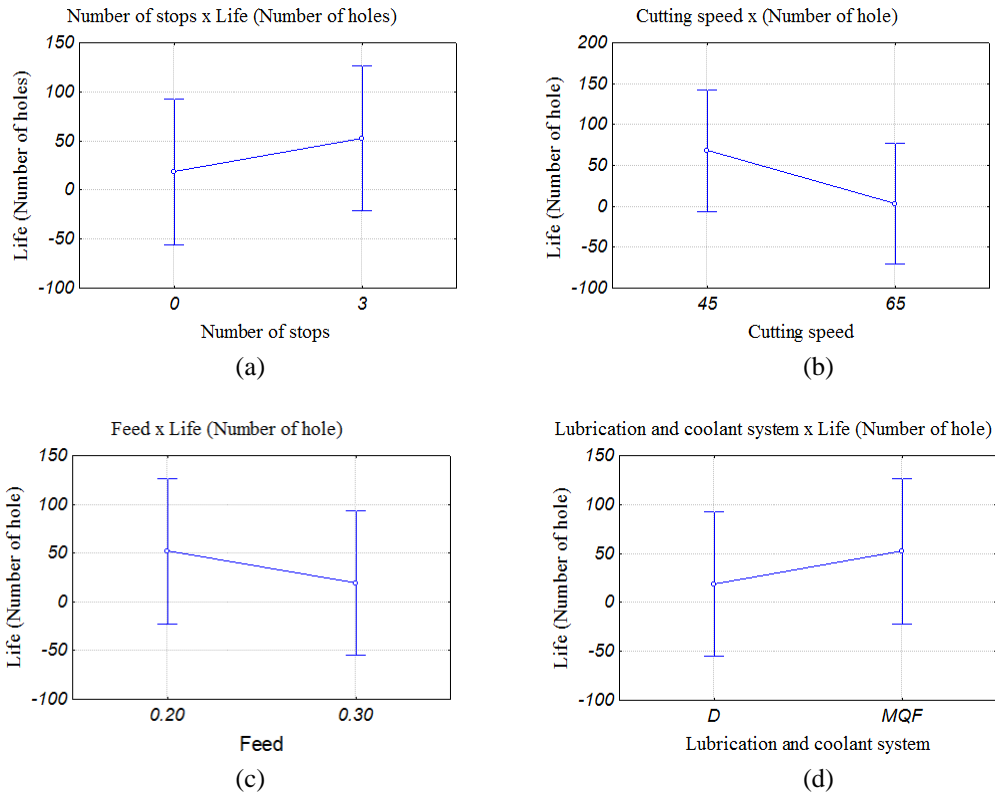 Number of stops x Life (Number of holes)
150
100
50
0
-50
-100
Life (Number of holes)
0
3
Number of stops
(a)
Cutting speed x (Number of hole)
200
150
100
50
0
-50
-100
Life (Number of hole)
45
65
Cutting speed
(b)
Feed x Life (Number of hole)
150
100
50
0
-50
-100
Life (Number of hole)
0.20
0.30
Feed
(c)
Lubrication and coolant system x Life (Number of hole)
150
100
50
0
-50
-100
Life (Number of hole)
D
MQF
Lubrication and coolant system
(d)